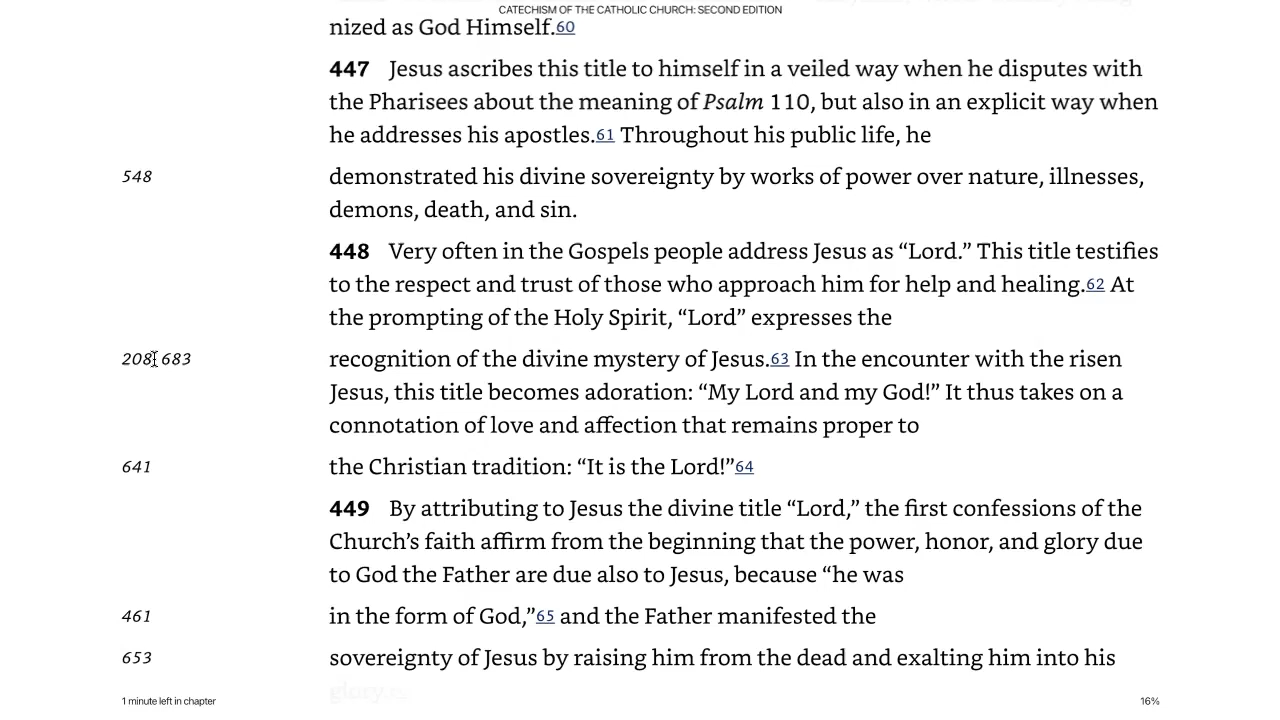 CATECHISM OF THE CATHOLIC CHURCH: SECOND EDITION
nized as God Himself.60
447 Jesus ascribes this title to himself in a veiled way when he disputes with
the Pharisees about the meaning of Psalm 110, but also in an explicit way when
he addresses his apostles.61 Throughout his public life, he
548 demonstrated his divine sovereignty by works of power over nature, illnesses,
demons, death, and sin.
448 Very often in the Gospels people address Jesus as “Lord.” This title testifies
to the respect and trust of those who approach him for help and healing.62 At
the prompting of the Holy Spirit, “Lord” expresses the
208, 683 recognition of the divine mystery of Jesus.63 In the encounter with the risen
Jesus, this title becomes adoration: “My Lord and my God!” It thus takes on a
connotation of love and affection that remains proper to
641 the Christian tradition: “It is the Lord!”64
449 By attributing to Jesus the divine title “Lord,” the first confessions of the
Church’s faith affirm from the beginning that the power, honor, and glory due
to God the Father are due also to Jesus, because “he was
461 in the form of God,”65 and the Father manifested the
653 sovereignty of Jesus by raising him from the dead and exalting him into his
glory.
1 minute left in chapter 16%